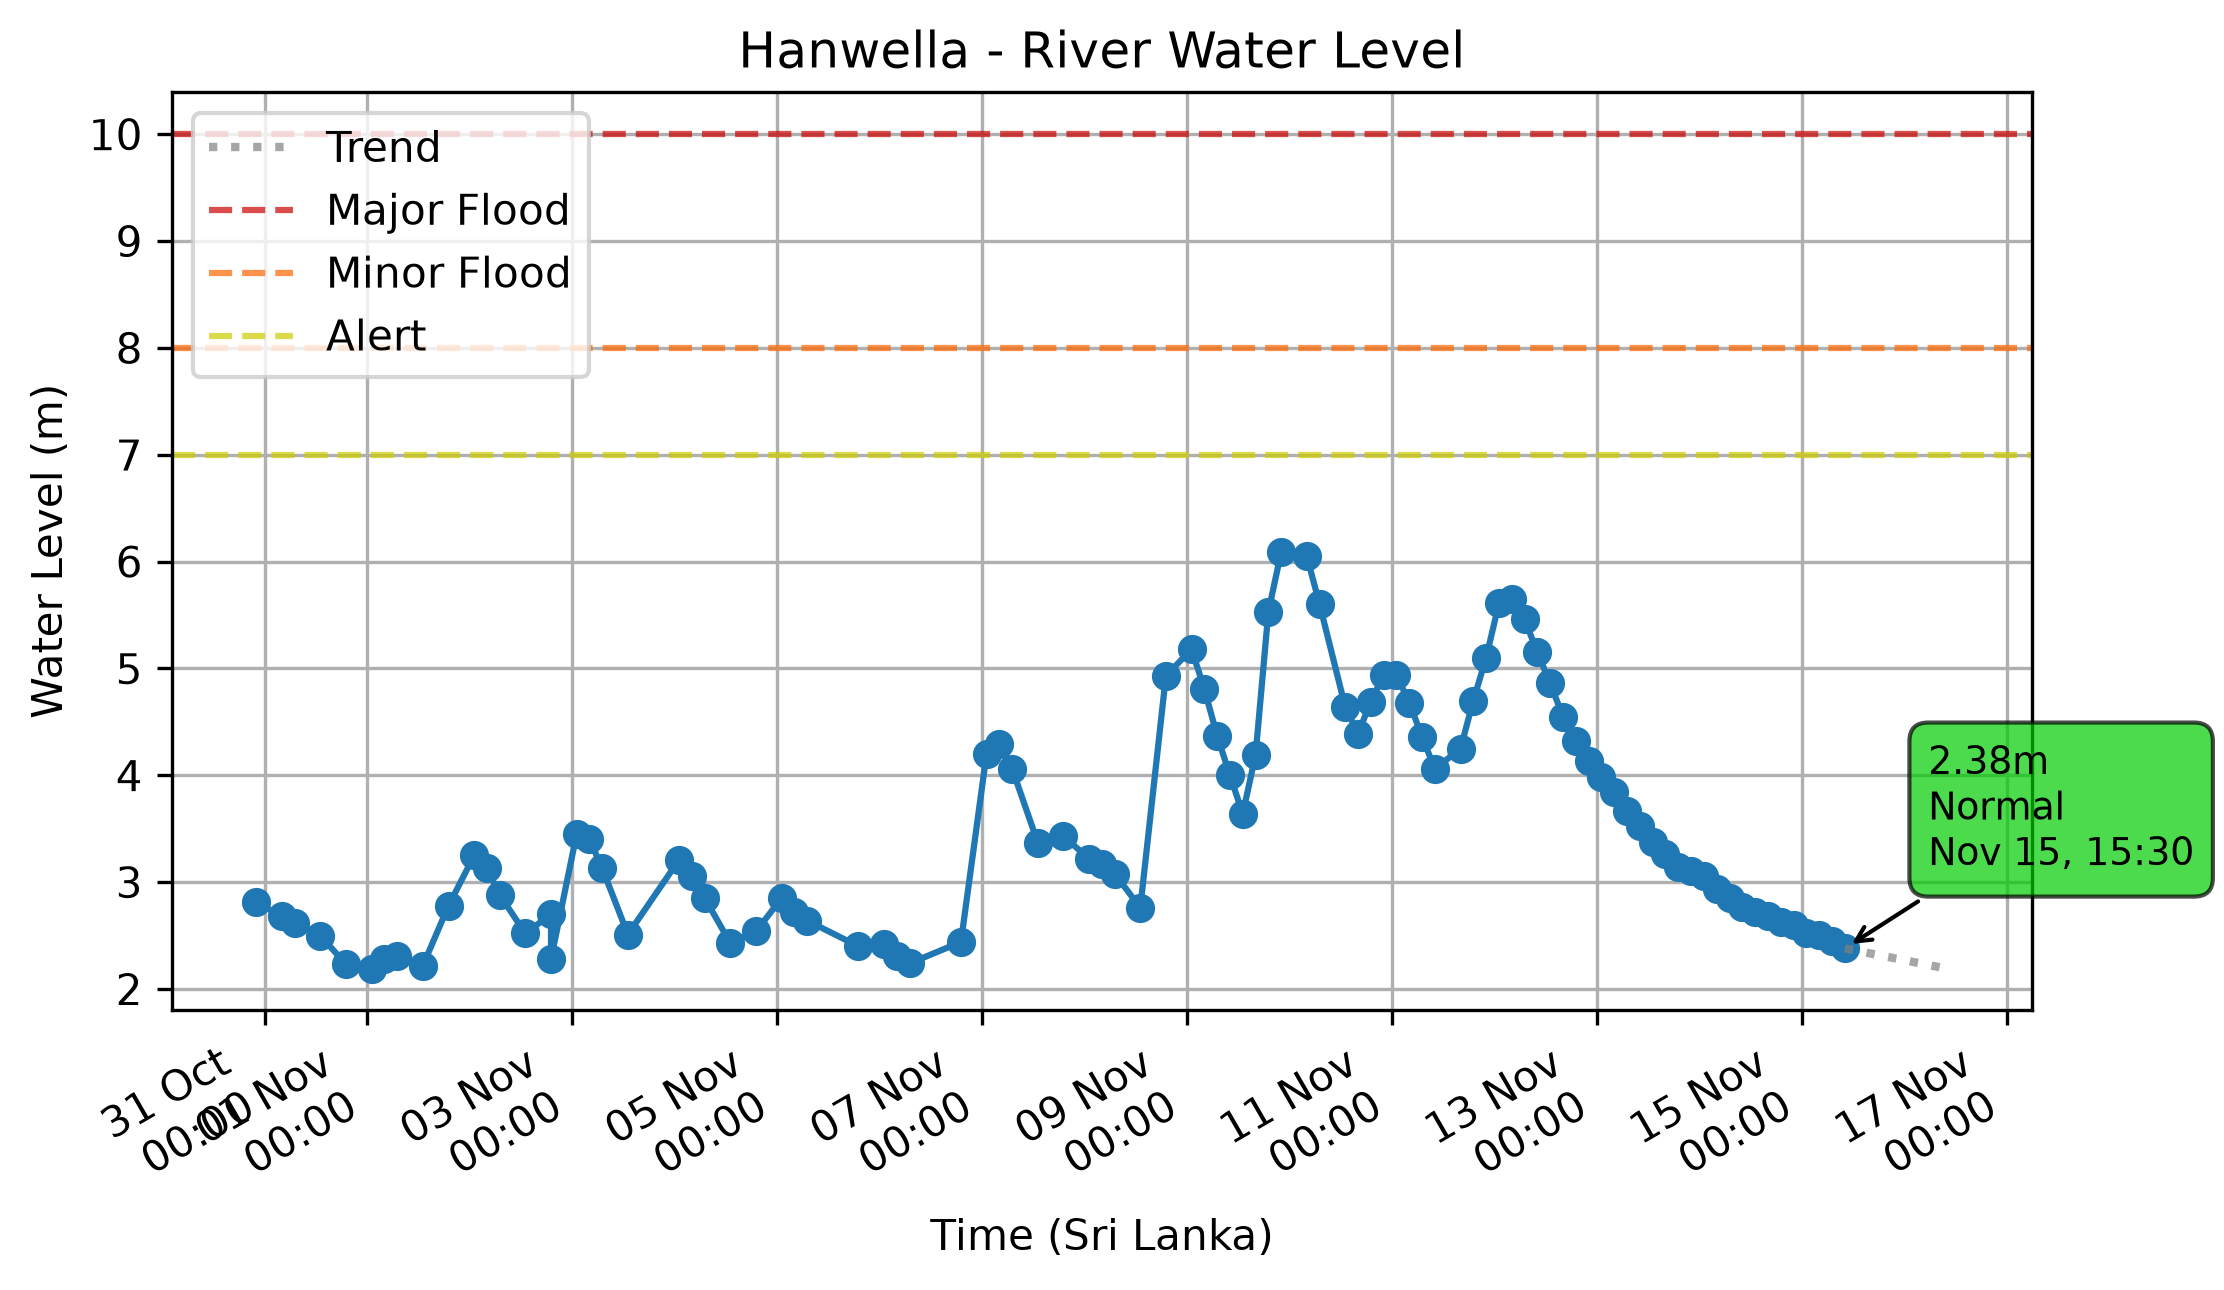 Hanwella - River Water Level
Water Level (m)
10
9
8
7
6
5
4
3
2
Trend
Major Flood
Minor Flood
Alert
2.38m
Normal
Nov 15, 15:30
31 Oct
00:00
01 Nov
00:00
03 Nov
00:00
05 Nov
00:00
07 Nov
00:00
09 Nov
00:00
11 Nov
00:00
13 Nov
00:00
15 Nov
00:00
17 Nov
00:00
Time (Sri Lanka)